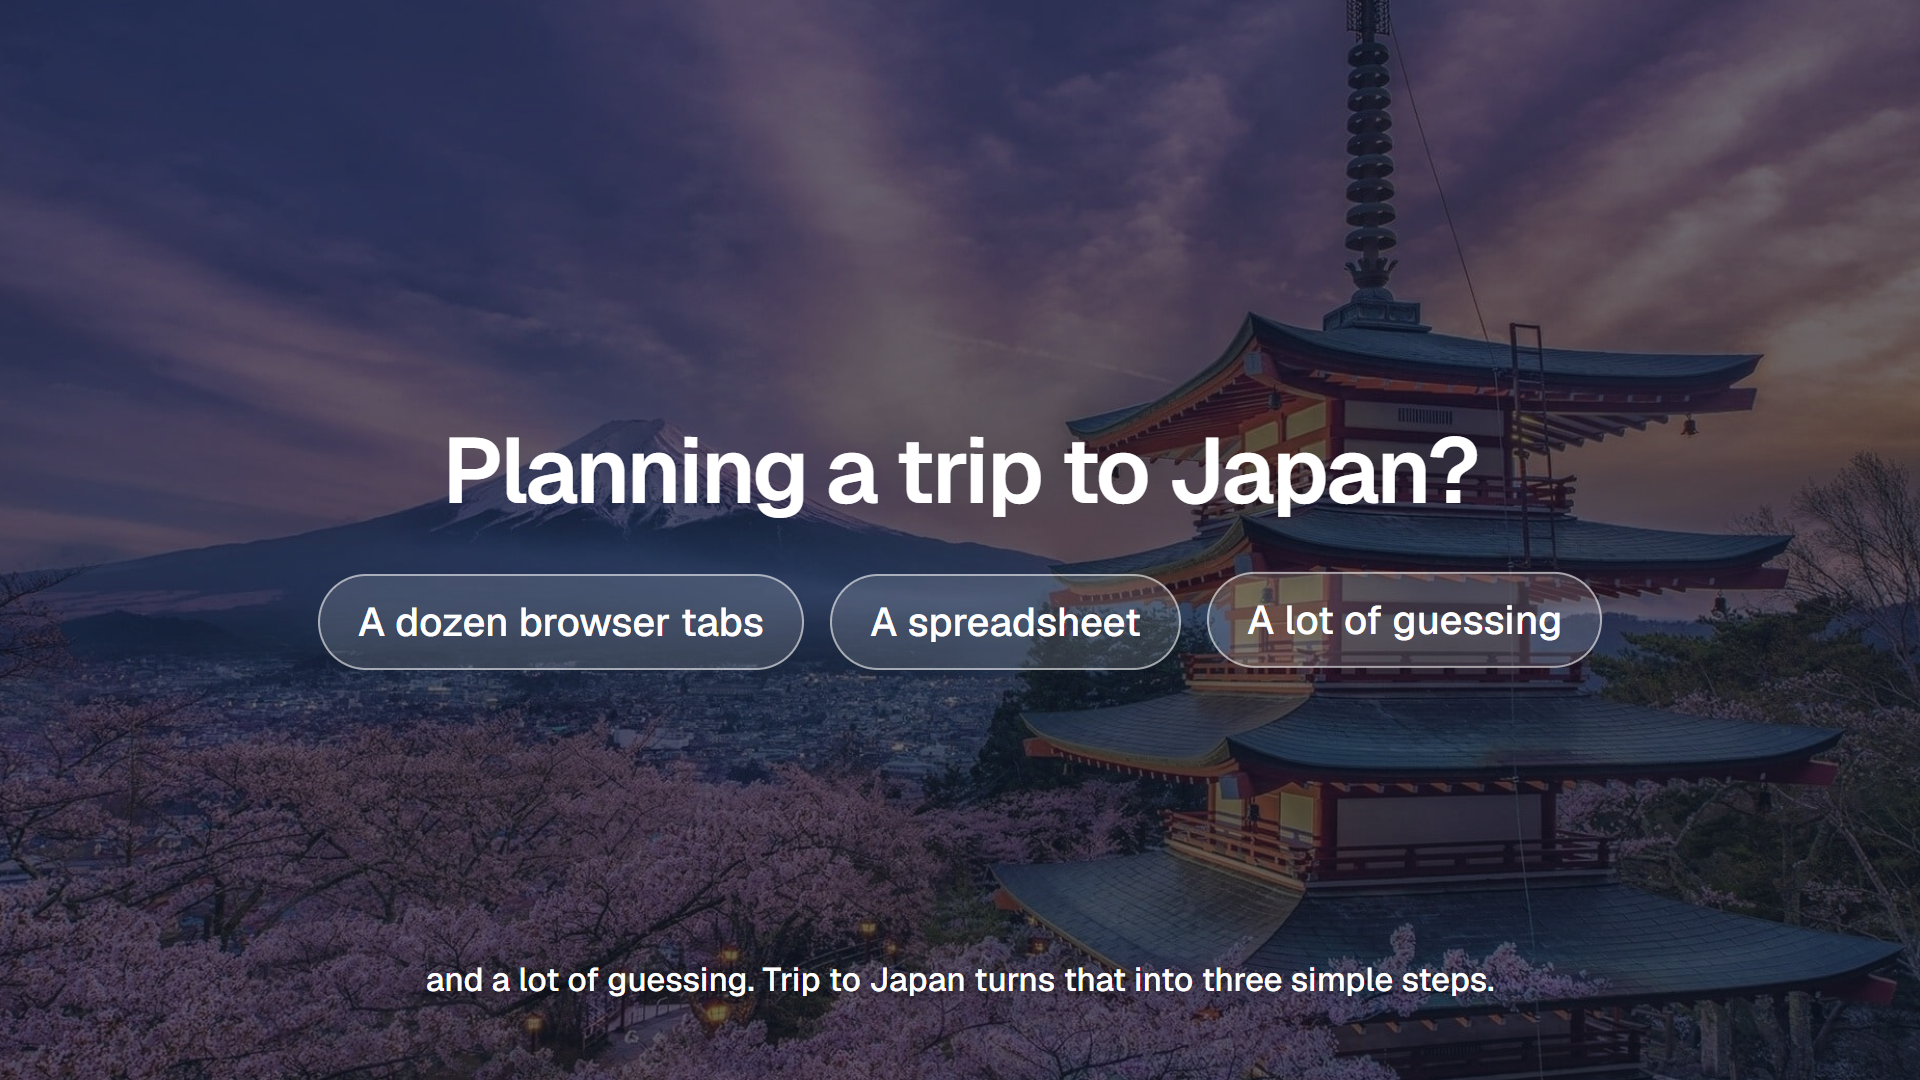 Planning a trip to Japan?
A dozen browser tabs
A spreadsheet
A lot of guessing
and a lot of guessing. Trip to Japan turns that into three simple steps.